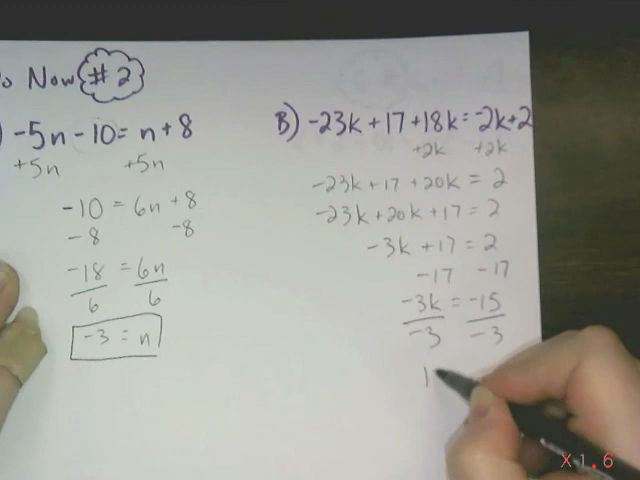 o Now #2
) -5n - 10 = n + 8
+5n +5n
-10 = 6n + 8
-8 -8
-18 = 6n
6 6
-3 = n
B) -23k + 17 + 18k = -2k + 2
+2k +2k
-23k + 17 + 20k = 2
-23k + 20k + 17 = 2
-3k + 17 = 2
-17 -17
-3k = -15
-3 -3
X1.6